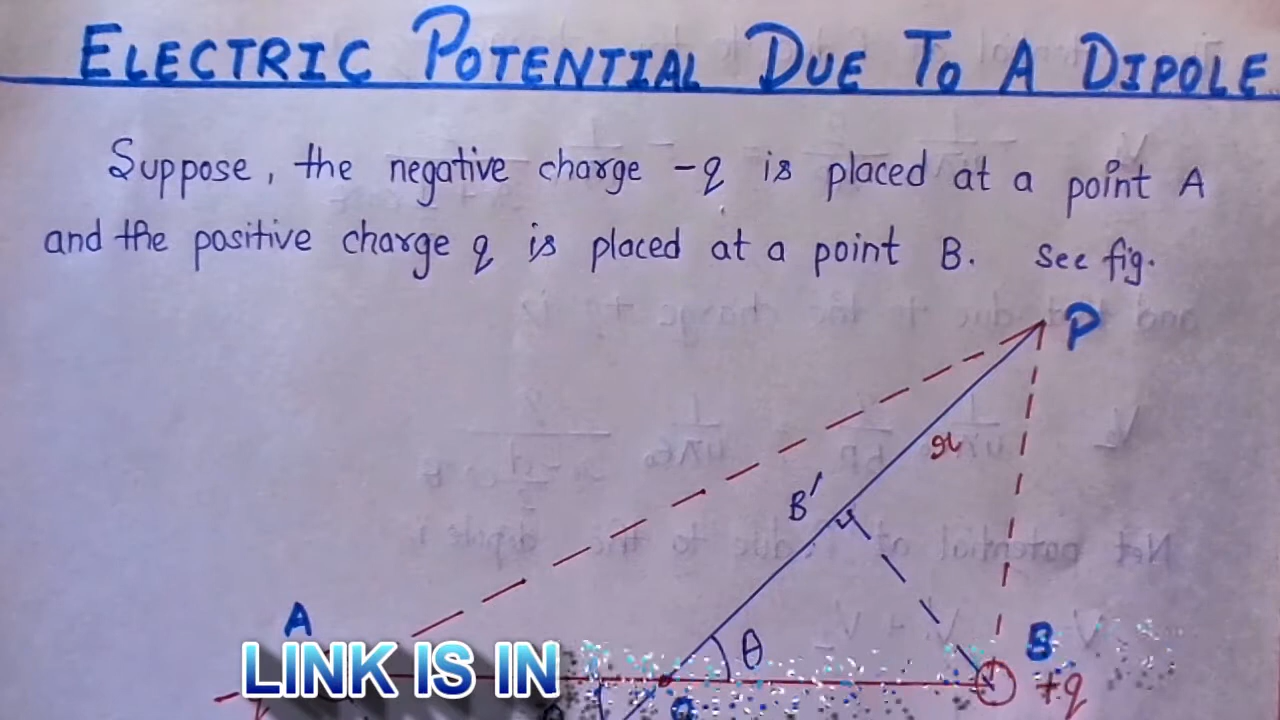 ELECTRIC POTENTIAL DUE TO A DIPOLE
Suppose, the negative charge -q is placed at a point A
and the positive charge q is placed at a point B. See fig.
P
r
B'
A
θ
B
+q
O
LINK IS IN